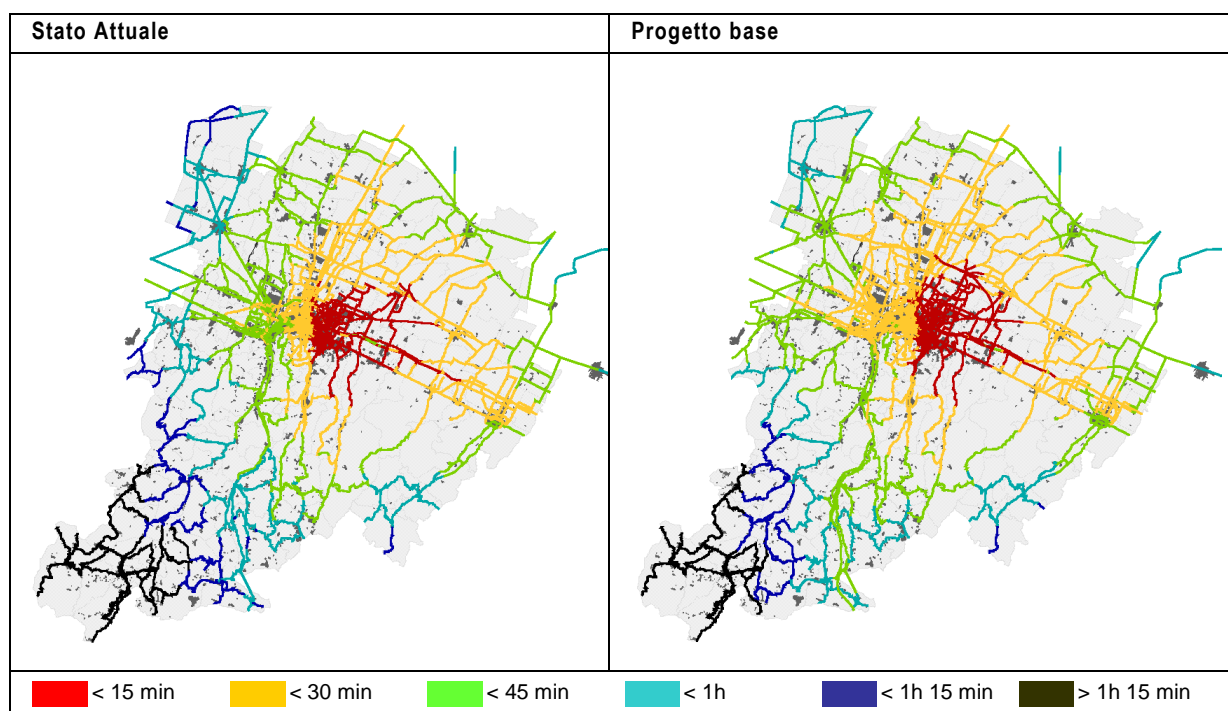 Stato Attuale
Progetto base
< 15 min
< 30 min
< 45 min
< 1h
< 1h 15 min
> 1h 15 min